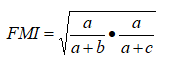 FMI = √(a/(a+b) • a/(a+c))